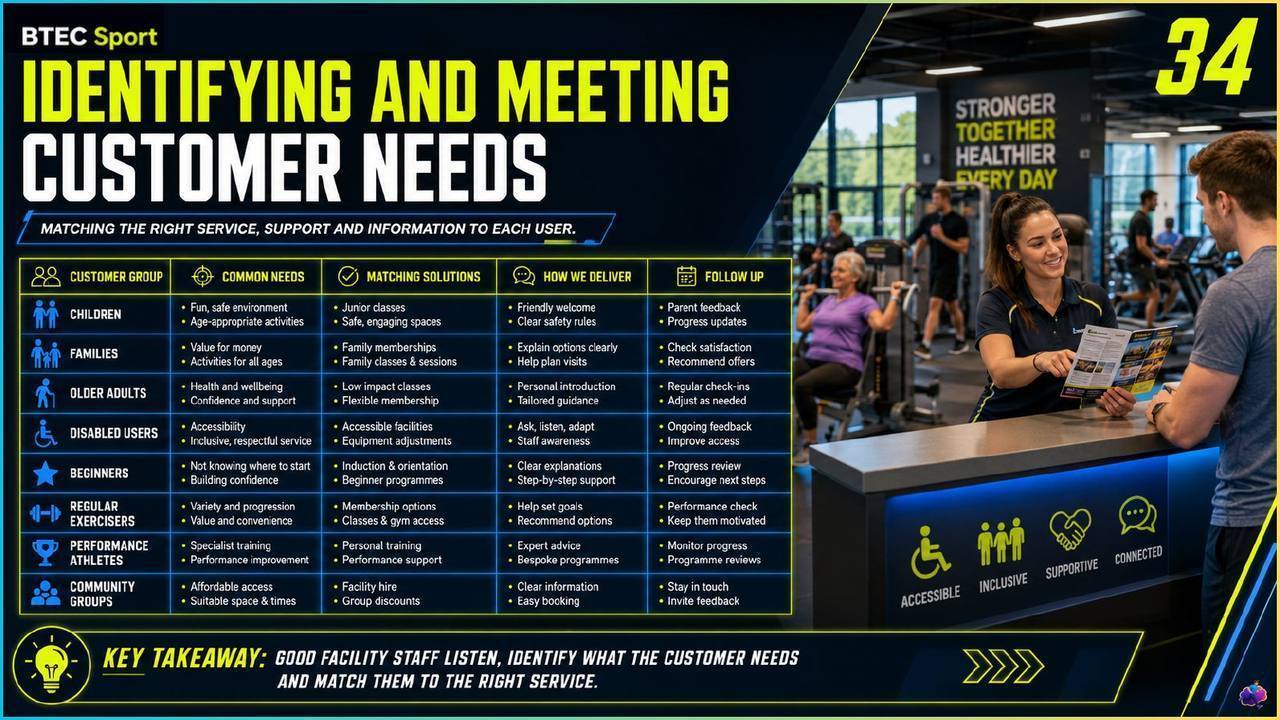 BTEC Sport
IDENTIFYING AND MEETING
CUSTOMER NEEDS
MATCHING THE RIGHT SERVICE, SUPPORT AND INFORMATION TO EACH USER.
34
STRONGER
TOGETHER
HEALTHIER
EVERY DAY
CUSTOMER GROUP COMMON NEEDS MATCHING SOLUTIONS HOW WE DELIVER FOLLOW UP
CHILDREN
• Fun, safe environment
• Age-appropriate activities
• Junior classes
• Safe, engaging spaces
• Friendly welcome
• Clear safety rules
• Parent feedback
• Progress updates
FAMILIES
• Value for money
• Activities for all ages
• Family memberships
• Family classes & sessions
• Explain options clearly
• Help plan visits
• Check satisfaction
• Recommend offers
OLDER ADULTS
• Health and wellbeing
• Confidence and support
• Low impact classes
• Flexible membership
• Personal introduction
• Tailored guidance
• Regular check-ins
• Adjust as needed
DISABLED USERS
• Accessibility
• Inclusive, respectful service
• Accessible facilities
• Equipment adjustments
• Ask, listen, adapt
• Staff awareness
• Ongoing feedback
• Improve access
BEGINNERS
• Not knowing where to start
• Building confidence
• Induction & orientation
• Beginner programmes
• Clear explanations
• Step-by-step support
• Progress review
• Encourage next steps
REGULAR
EXERCISERS
• Variety and progression
• Value and convenience
• Membership options
• Classes & gym access
• Help set goals
• Recommend options
• Performance check
• Keep them motivated
PERFORMANCE
ATHLETES
• Specialist training
• Performance improvement
• Personal training
• Performance support
• Expert advice
• Bespoke programmes
• Monitor progress
• Programme reviews
COMMUNITY
GROUPS
• Affordable access
• Suitable space & times
• Facility hire
• Group discounts
• Clear information
• Easy booking
• Stay in touch
• Invite feedback
ACCESSIBLE
INCLUSIVE
SUPPORTIVE
CONNECTED
KEY TAKEAWAY: GOOD FACILITY STAFF LISTEN, IDENTIFY WHAT THE CUSTOMER NEEDS
AND MATCH THEM TO THE RIGHT SERVICE.